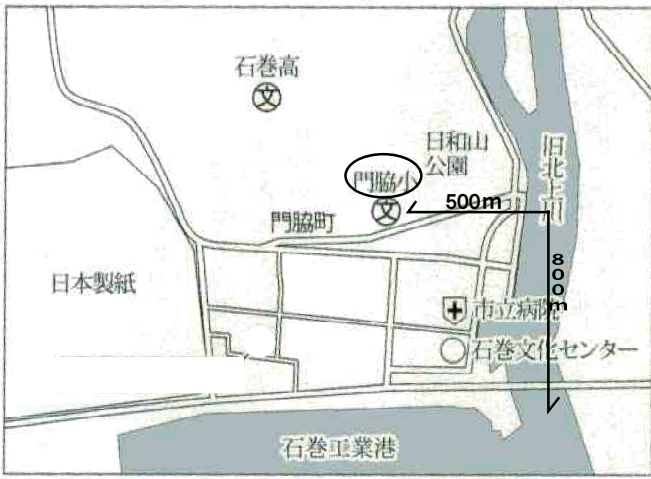 石巻高
文
日和山
公園
旧北上川
門脇小
文
500m
門脇町
800m
日本製紙
市立病院
石巻文化センター
石巻工業港